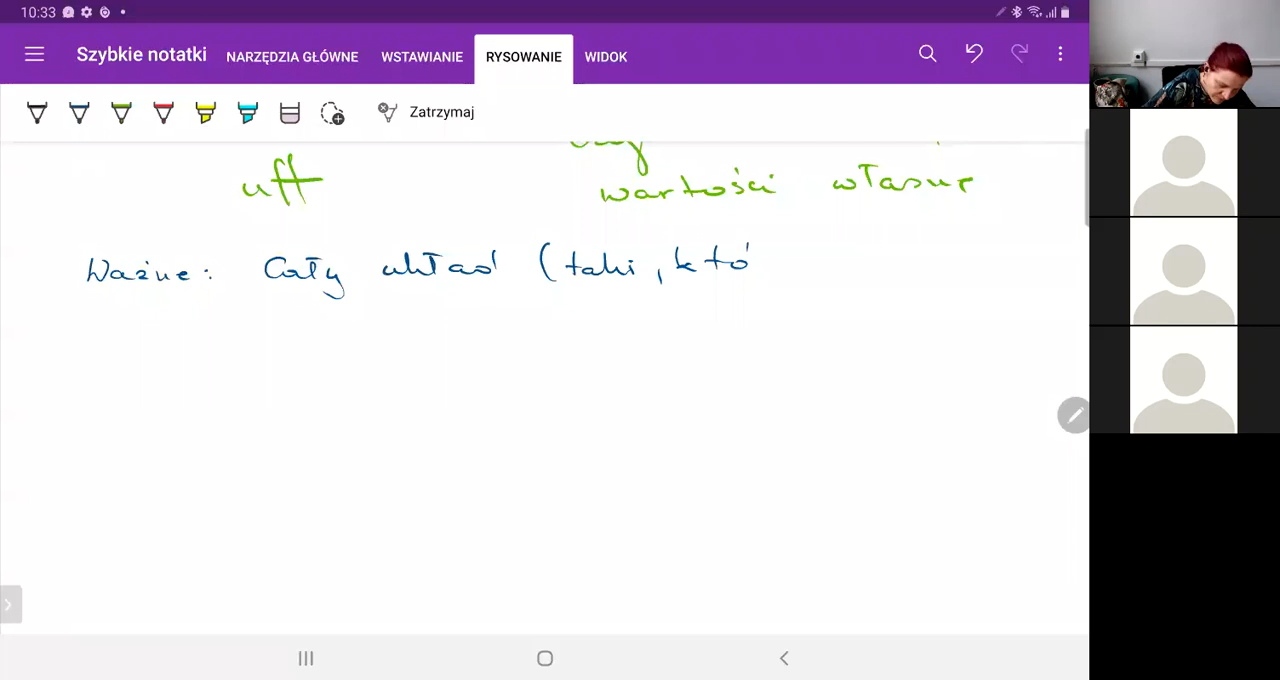 10:33
Szybkie notatki NARZĘDZIA GŁÓWNE WSTAWIANIE RYSOWANIE WIDOK
Zatrzymaj
uff
wartości własne
Ważne: Cały układ (taki, któ